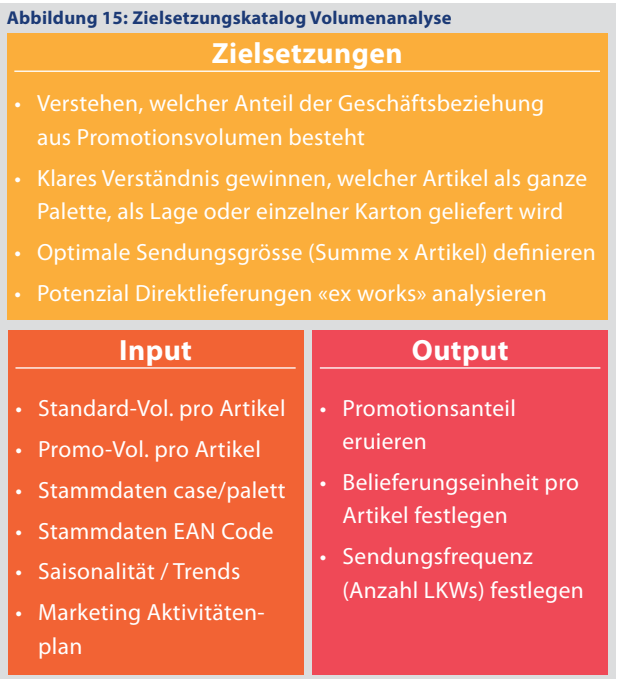 Abbildung 15: Zielsetzungskatalog Volumenanalyse
Zielsetzungen
• Verstehen, welcher Anteil der Geschäftsbeziehung
aus Promotionsvolumen besteht
• Klares Verständnis gewinnen, welcher Artikel als ganze
Palette, als Lage oder einzelner Karton geliefert wird
• Optimale Sendungsgrösse (Summe x Artikel) definieren
• Potenzial Direktlieferungen «ex works» analysieren
Input
• Standard-Vol. pro Artikel
• Promo-Vol. pro Artikel
• Stammdaten case/palett
• Stammdaten EAN Code
• Saisonalität / Trends
• Marketing Aktivitäten-
plan
Output
• Promotionsanteil
eruieren
• Belieferungseinheit pro
Artikel festlegen
• Sendungsfrequenz
(Anzahl LKWs) festlegen